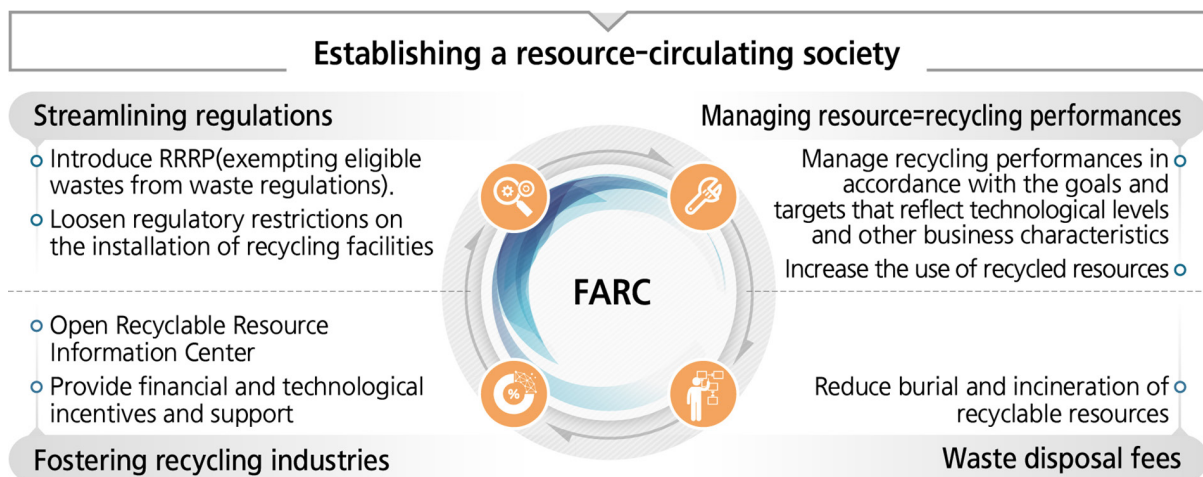 Establishing a resource-circulating society
Streamlining regulations
Introduce RRRP(exempting eligible
wastes from waste regulations).
Loosen regulatory restrictions on
the installation of recycling facilities
Managing resource=recycling performances
Manage recycling performances in
accordance with the goals and
targets that reflect technological levels
and other business characteristics
Increase the use of recycled resources
FARC
Open Recyclable Resource
Information Center
Provide financial and technological
incentives and support
Fostering recycling industries
%
Reduce burial and incineration of
recyclable resources
Waste disposal fees